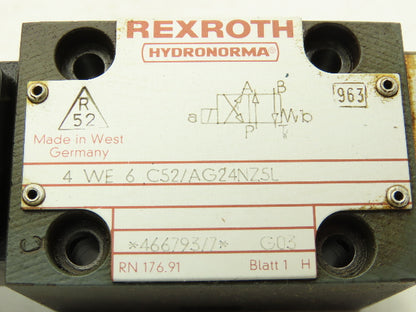 REXROTH
HYDRONORMA®
R
52
A B
a b
P T
963
Made in West
Germany
4 WE 6 C52/AG24NZ5L
*466793/7* G03
RN 176.91 Blatt 1 H